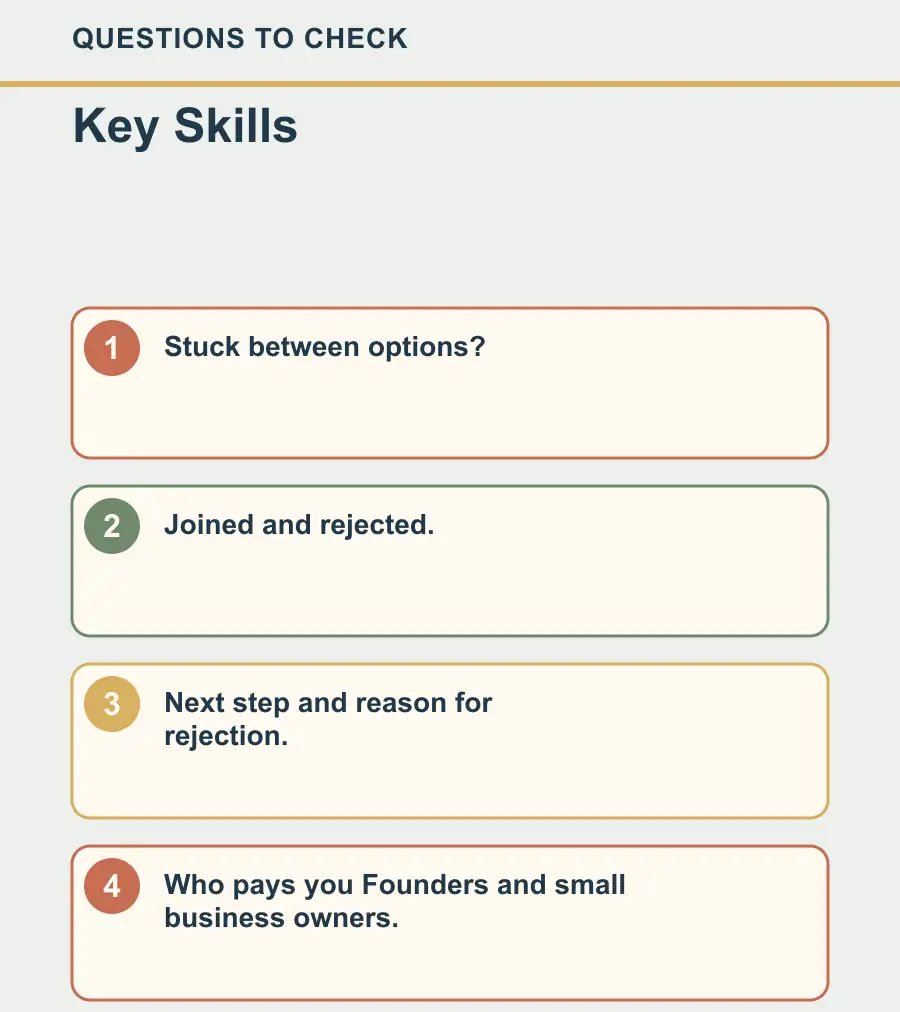 QUESTIONS TO CHECK
Key Skills
1
Stuck between options?
2
Joined and rejected.
3
Next step and reason for
rejection.
4
Who pays you Founders and small
business owners.